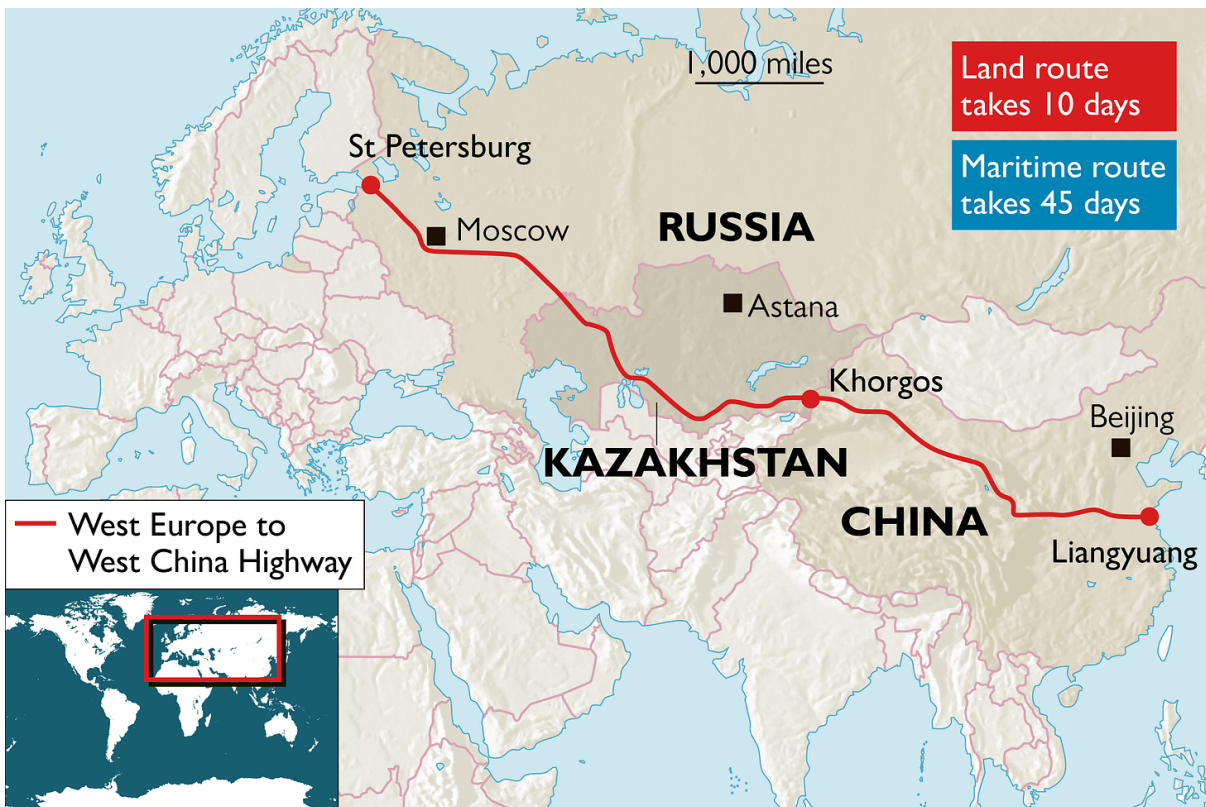 1,000 miles
Land route
takes 10 days
Maritime route
takes 45 days
St Petersburg
Moscow
RUSSIA
Astana
Khorgos
Beijing
KAZAKHSTAN
CHINA
Liangyuang
West Europe to
West China Highway